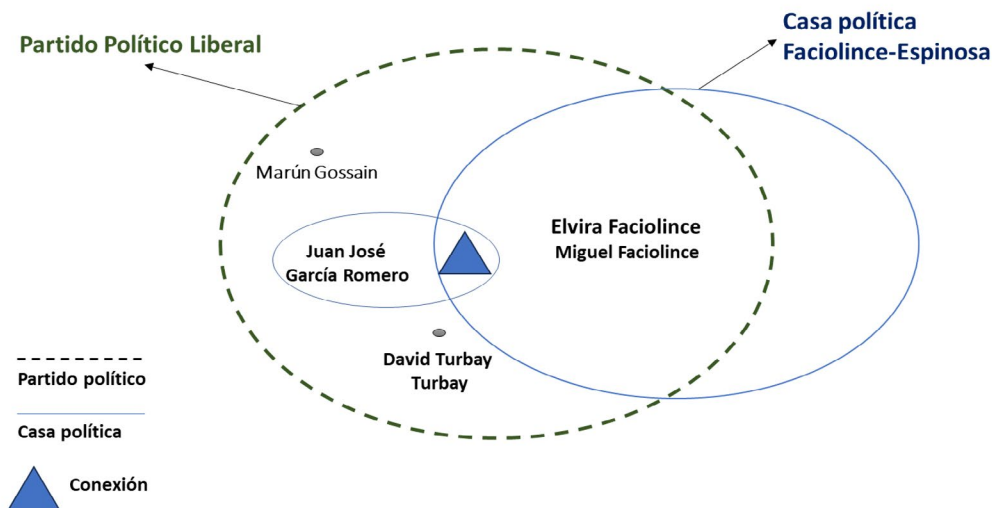 Casa política
Faciolince-Espinosa
Partido Político Liberal
Marún Gossain
Elvira Faciolince
Miguel Faciolince
Juan José
García Romero
David Turbay
Turbay
Partido político
Casa política
Conexión